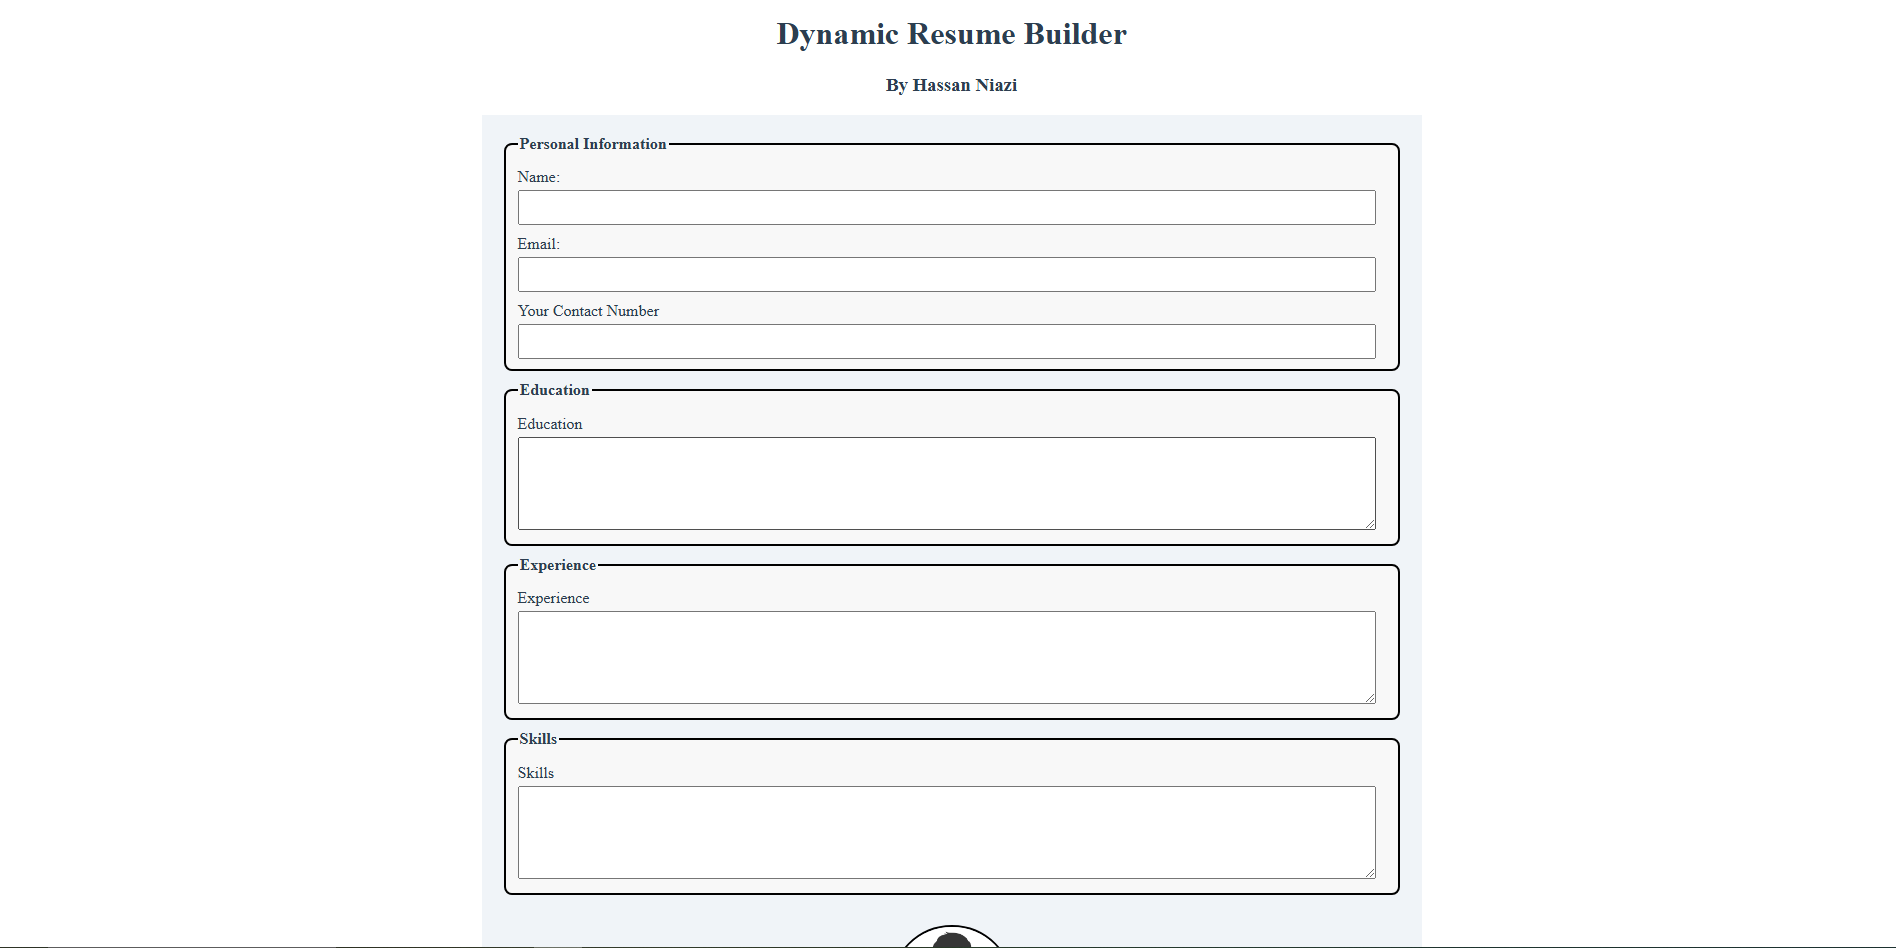 Dynamic Resume Builder
By Hassan Niazi
Personal Information
Name:
Email:
Your Contact Number
Education
Education
Experience
Experience
Skills
Skills